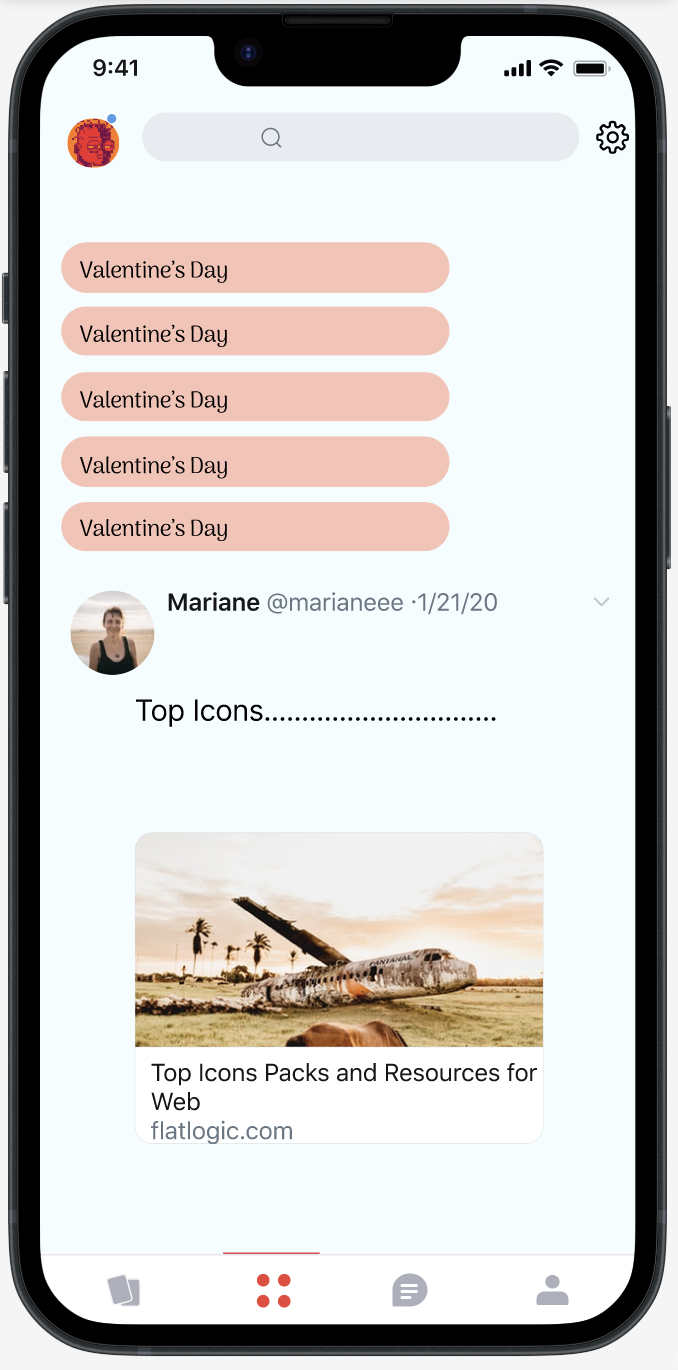 9:41
Valentine’s Day
Valentine’s Day
Valentine’s Day
Valentine’s Day
Valentine’s Day
Mariane @marianeee ·1/21/20
Top Icons...............................
PANTANAL
Top Icons Packs and Resources for
Web
flatlogic.com